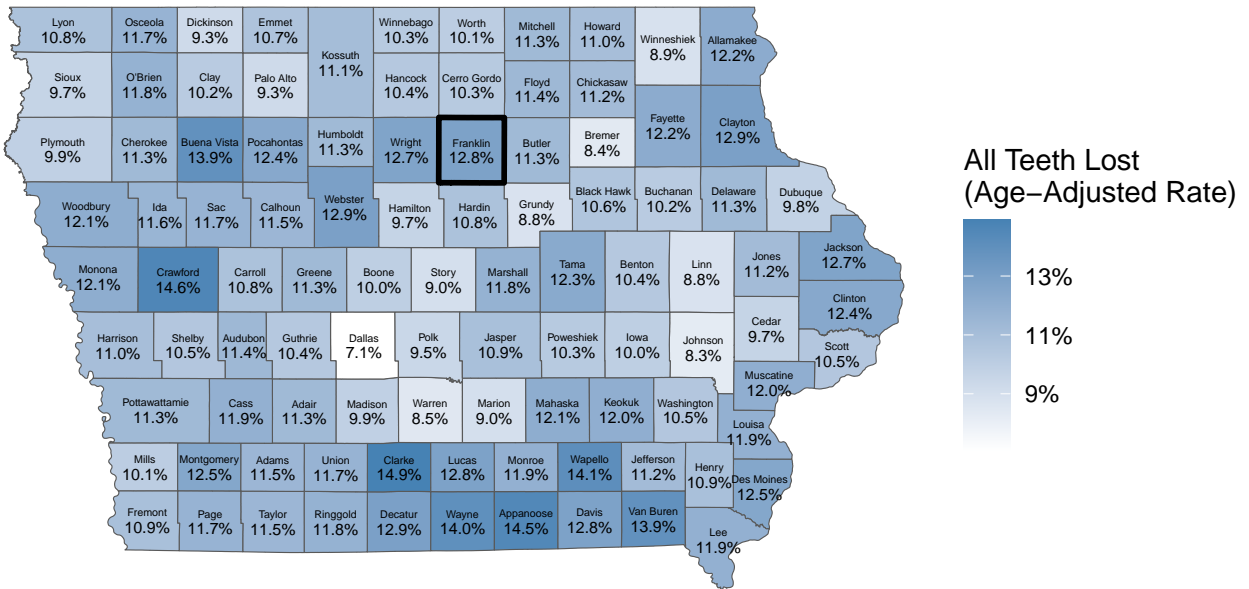 Lyon
10.8%
Osceola
11.7%
Dickinson
9.3%
Emmet
10.7%
Kossuth
11.1%
Winnebago
10.3%
Worth
10.1%
Mitchell
11.3%
Howard
11.0%
Winneshiek
8.9%
Allamakee
12.2%
Sioux
9.7%
O'Brien
11.8%
Clay
10.2%
Palo Alto
9.3%
Hancock
10.4%
Cerro Gordo
10.3%
Floyd
11.4%
Chickasaw
11.2%
Fayette
12.2%
Clayton
12.9%
Plymouth
9.9%
Cherokee
11.3%
Buena Vista
13.9%
Pocahontas
12.4%
Humboldt
11.3%
Wright
12.7%
Franklin
12.8%
Butler
11.3%
Bremer
8.4%
Woodbury
12.1%
Ida
11.6%
Sac
11.7%
Calhoun
11.5%
Webster
12.9%
Hamilton
9.7%
Hardin
10.8%
Grundy
8.8%
Black Hawk
10.6%
Buchanan
10.2%
Delaware
11.3%
Dubuque
9.8%
Monona
12.1%
Crawford
14.6%
Carroll
10.8%
Greene
11.3%
Boone
10.0%
Story
9.0%
Marshall
11.8%
Tama
12.3%
Benton
10.4%
Linn
8.8%
Jones
11.2%
Jackson
12.7%
Clinton
12.4%
Harrison
11.0%
Shelby
10.5%
Audubon
11.4%
Guthrie
10.4%
Dallas
7.1%
Polk
9.5%
Jasper
10.9%
Poweshiek
10.3%
Iowa
10.0%
Johnson
8.3%
Cedar
9.7%
Scott
10.5%
Muscatine
12.0%
Pottawattamie
11.3%
Cass
11.9%
Adair
11.3%
Madison
9.9%
Warren
8.5%
Marion
9.0%
Mahaska
12.1%
Keokuk
12.0%
Washington
10.5%
Louisa
11.9%
Mills
10.1%
Montgomery
12.5%
Adams
11.5%
Union
11.7%
Clarke
14.9%
Lucas
12.8%
Monroe
11.9%
Wapello
14.1%
Jefferson
11.2%
Henry
10.9%
Des Moines
12.5%
Fremont
10.9%
Page
11.7%
Taylor
11.5%
Ringgold
11.8%
Decatur
12.9%
Wayne
14.0%
Appanoose
14.5%
Davis
12.8%
Van Buren
13.9%
Lee
11.9%
All Teeth Lost
(Age−Adjusted Rate)
13%
11%
9%